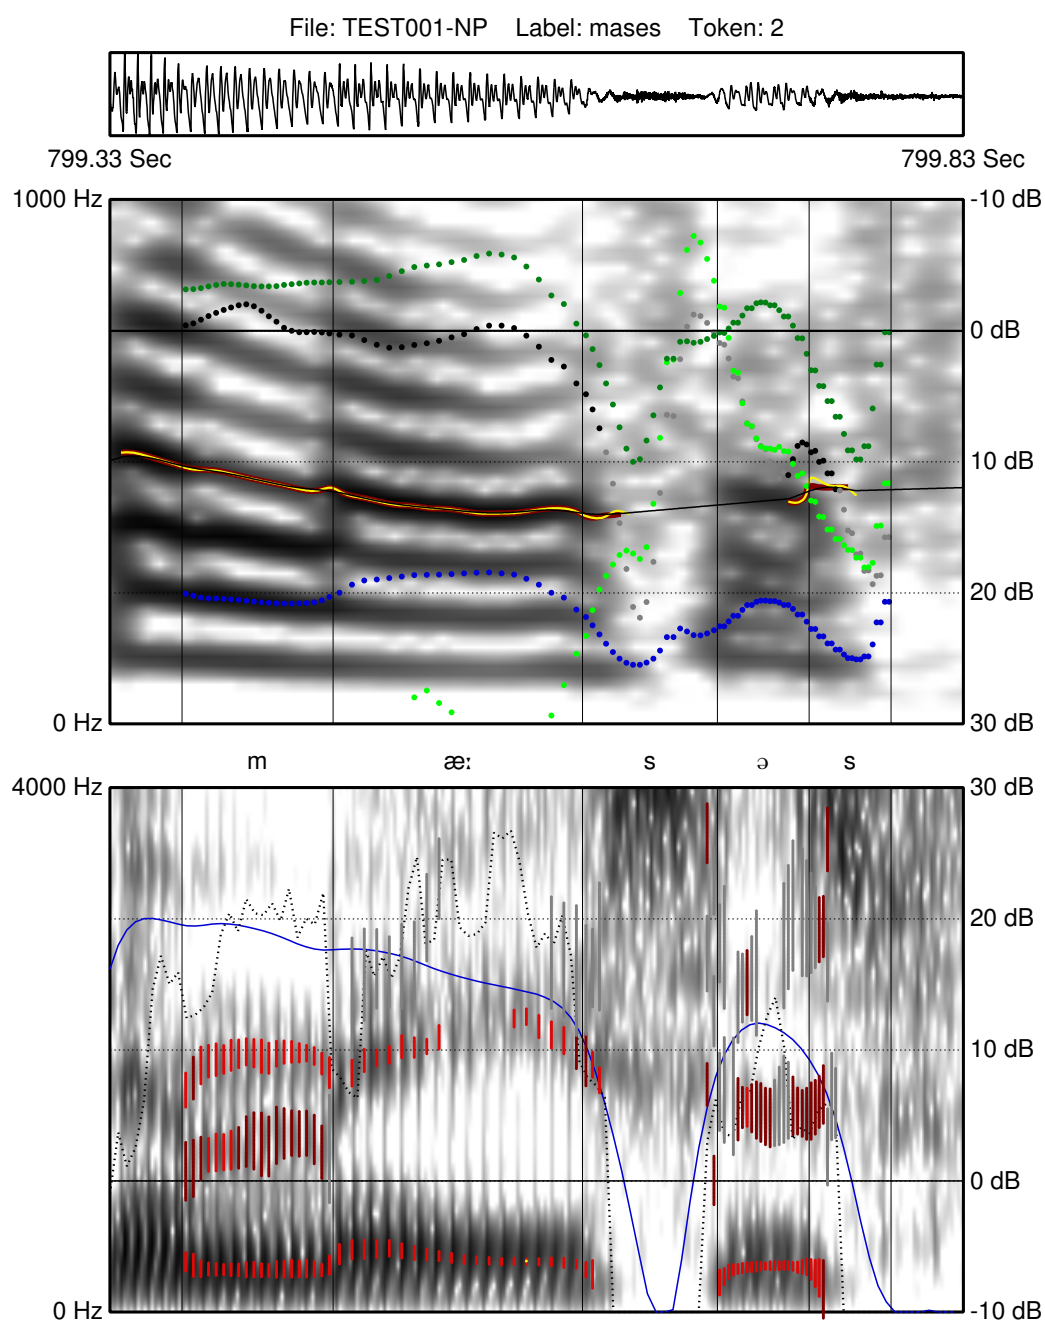 File: TEST001-NP Label: mases Token: 2
799.33 Sec 799.83 Sec
1000 Hz -10 dB
0 dB
10 dB
20 dB
0 Hz 30 dB
m æː s ə s
4000 Hz 30 dB
20 dB
10 dB
0 dB
0 Hz -10 dB